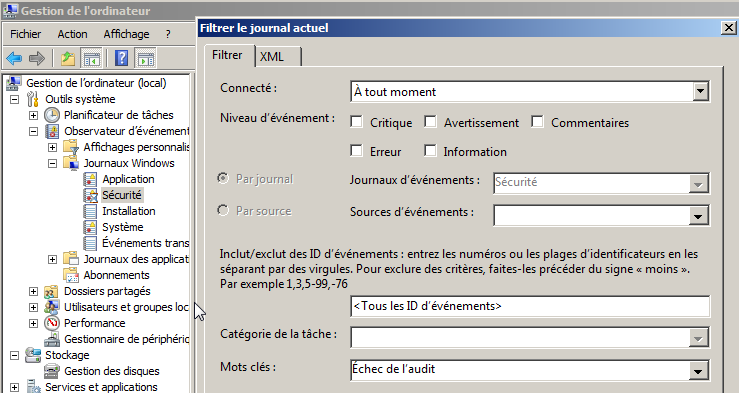 Gestion de l'ordinateur
Fichier Action Affichage ?
Gestion de l'ordinateur (local)
Outils système
Planificateur de tâches
Observateur d'événement
Affichages personnalis
Journaux Windows
Application
Sécurité
Installation
Système
Événements trans
Journaux des applicat
Abonnements
Dossiers partagés
Utilisateurs et groupes loc
Performance
Gestionnaire de périphéric
Stockage
Gestion des disques
Services et applications
Filtrer le journal actuel
Filtrer XML
Connecté : À tout moment
Niveau d'événement : Critique Avertissement Commentaires
Erreur Information
Par journal Journaux d'événements : Sécurité
Par source Sources d'événements :
Inclut/exclut des ID d'événements : entrez les numéros ou les plages d'identificateurs en les
séparant par des virgules. Pour exclure des critères, faites-les précéder du signe « moins ».
Par exemple 1,3,5-99,-76
<Tous les ID d'événements>
Catégorie de la tâche :
Mots clés : Échec de l'audit